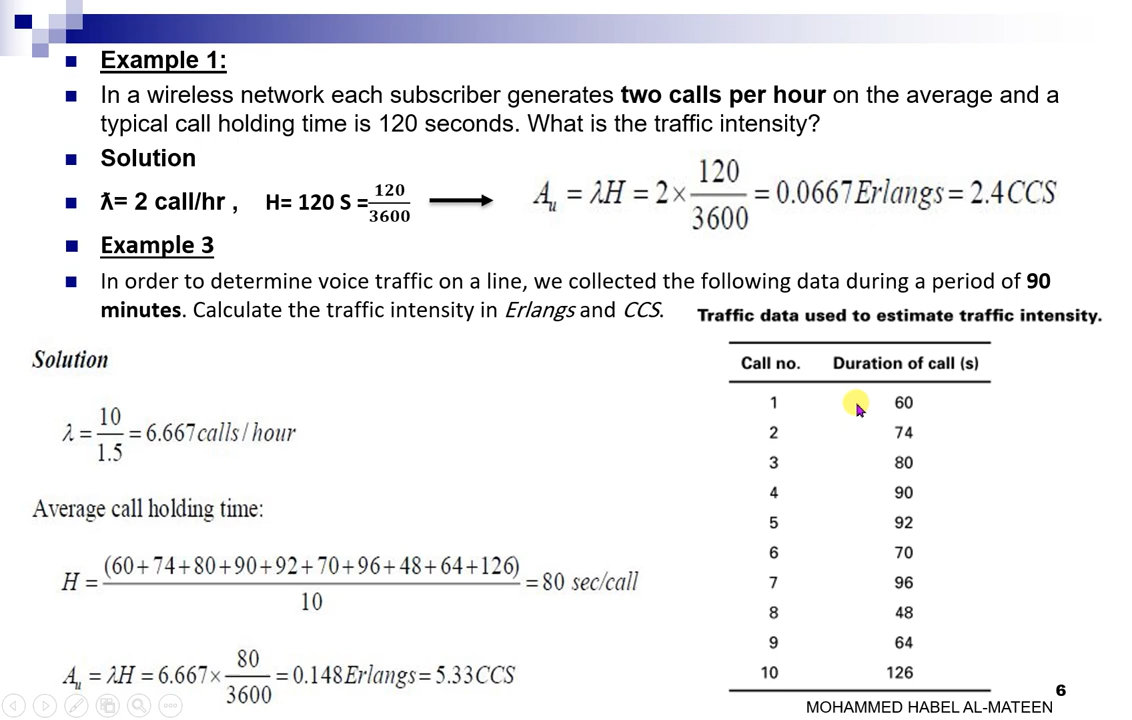 Example 1:
In a wireless network each subscriber generates two calls per hour on the average and a
typical call holding time is 120 seconds. What is the traffic intensity?
Solution
ƛ= 2 call/hr , H= 120 S = 120/3600 → A_u = λH = 2 × 120/3600 = 0.0667 Erlangs = 2.4 CCS
Example 3
In order to determine voice traffic on a line, we collected the following data during a period of 90
minutes. Calculate the traffic intensity in Erlangs and CCS.
Traffic data used to estimate traffic intensity.
Solution
λ = 10/1.5 = 6.667 calls / hour
Average call holding time:
H = (60+74+80+90+92+70+96+48+64+126)/10 = 80 sec/call
A_u = λH = 6.667 × 80/3600 = 0.148 Erlangs = 5.33 CCS
Call no. Duration of call (s)
1 60
2 74
3 80
4 90
5 92
6 70
7 96
8 48
9 64
10 126
6
MOHAMMED HABEL AL-MATEEN